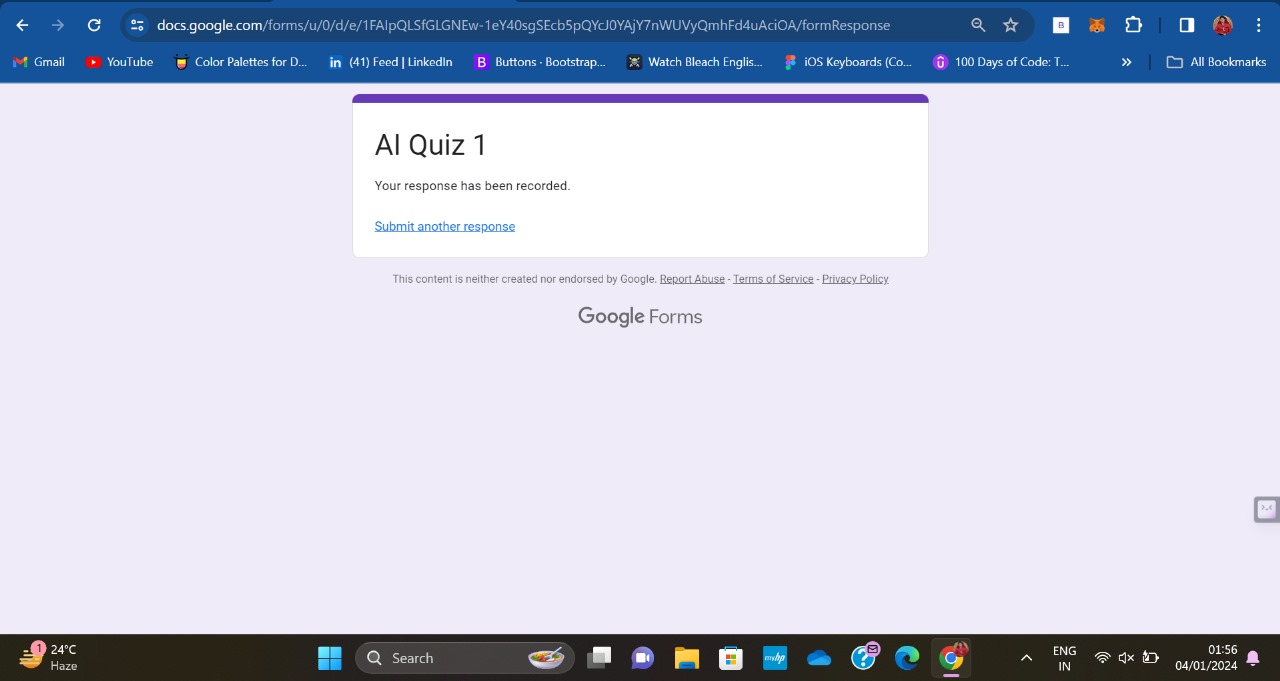 docs.google.com/forms/u/0/d/e/1FAIpQLSfGLGNEw-1eY40sgSEcb5pQYcJ0YAjY7nWUVyQmhFd4uAciOA/formResponse
B
Gmail
YouTube
Color Palettes for D...
in (41) Feed | LinkedIn
B Buttons · Bootstrap...
Watch Bleach Englis...
iOS Keyboards (Co...
100 Days of Code: T...
»
All Bookmarks
AI Quiz 1
Your response has been recorded.
Submit another response
This content is neither created nor endorsed by Google. Report Abuse - Terms of Service - Privacy Policy
Google Forms
1
24°C
Haze
Search
myhp
?
ENG
IN
01:56
04/01/2024